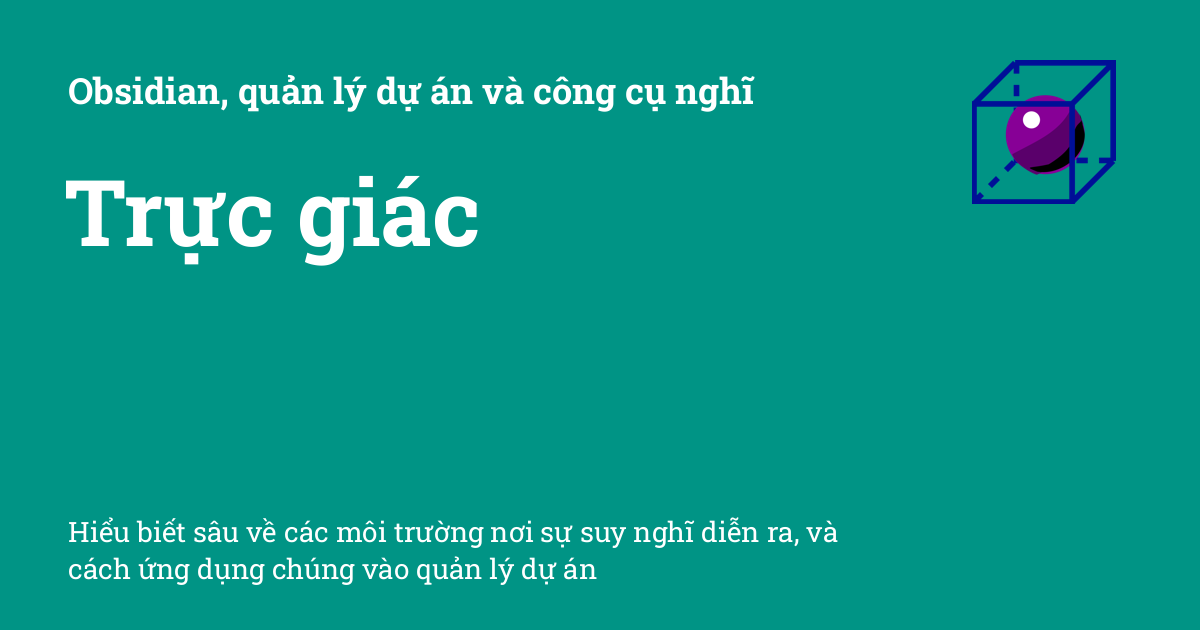 Obsidian, quản lý dự án và công cụ nghĩ
Trực giác
Hiểu biết sâu về các môi trường nơi sự suy nghĩ diễn ra, và
cách ứng dụng chúng vào quản lý dự án